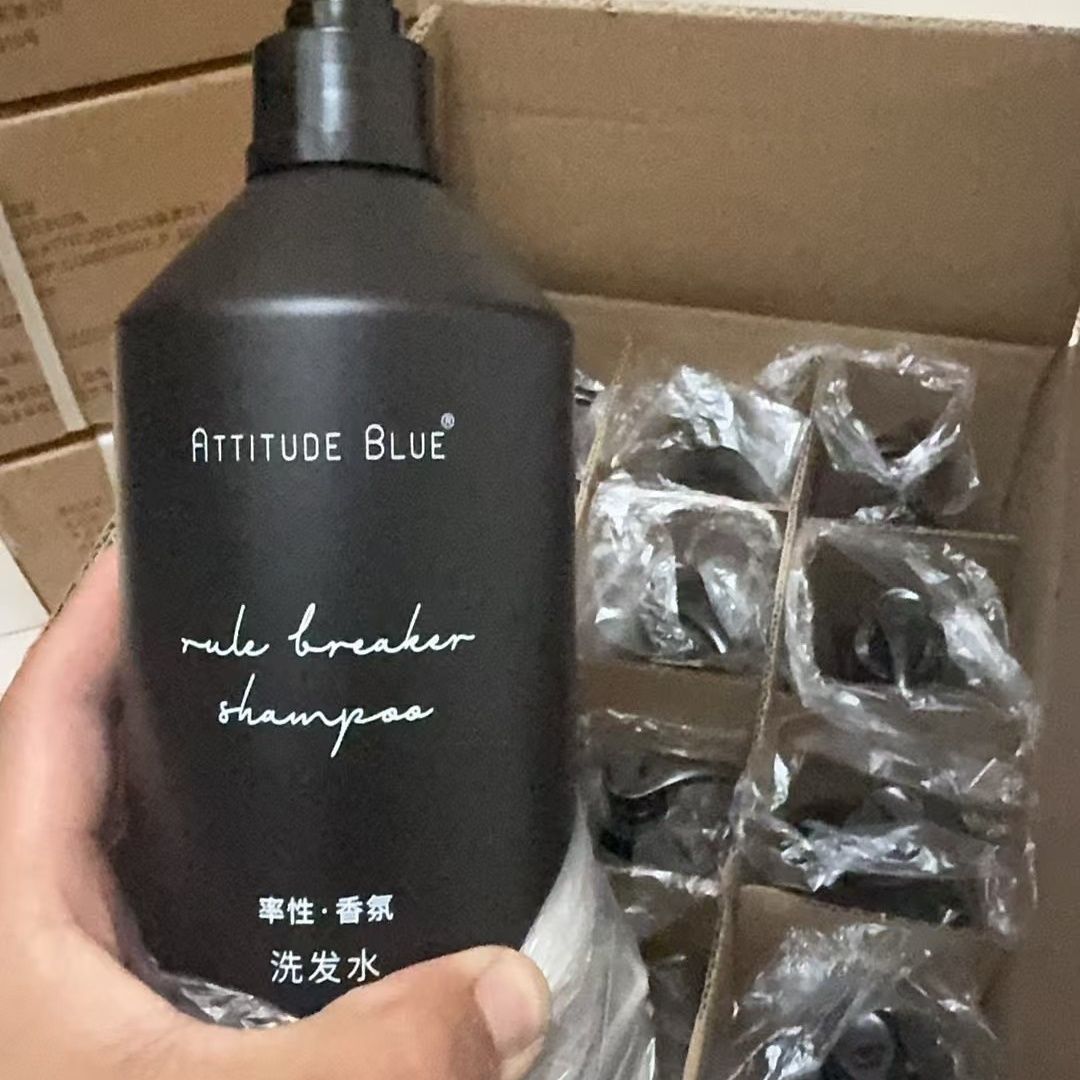 ATTITUDE BLUE®
rule breaker
shampoo
率性·香氛
洗发水